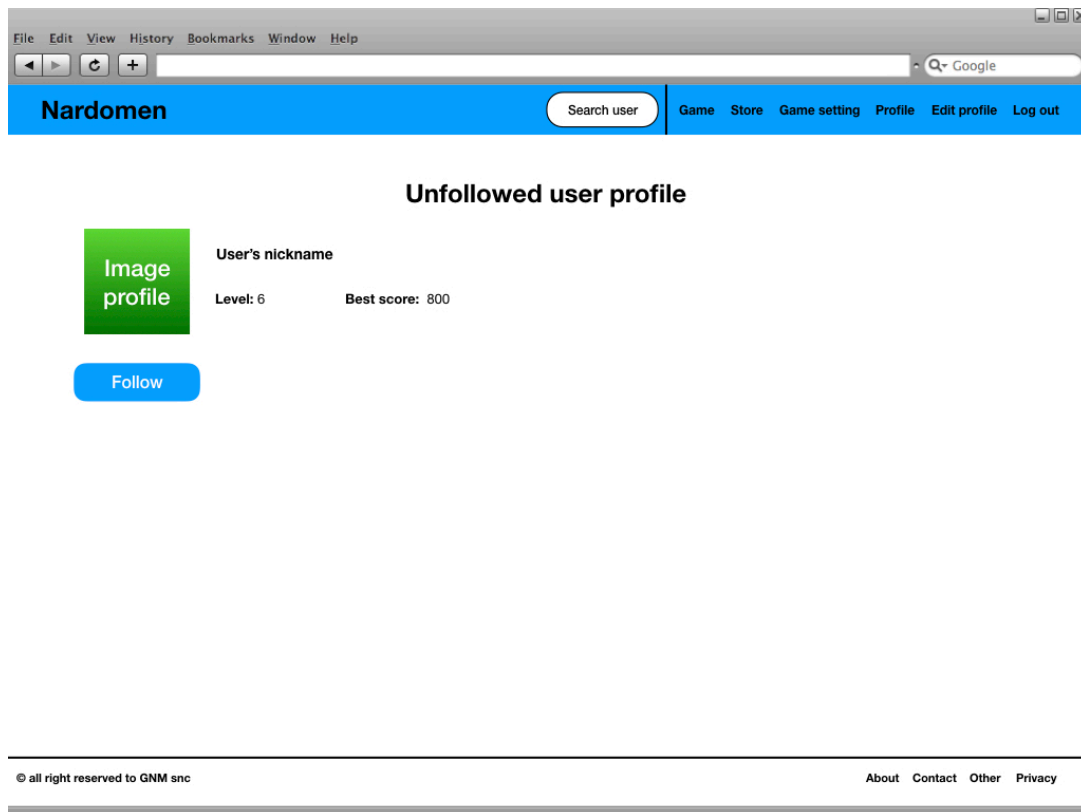 File Edit View History Bookmarks Window Help
Google
Nardomen Search user Game Store Game setting Profile Edit profile Log out
Unfollowed user profile
Image
profile
User’s nickname
Level: 6 Best score: 800
Follow
© all right reserved to GNM snc About Contact Other Privacy